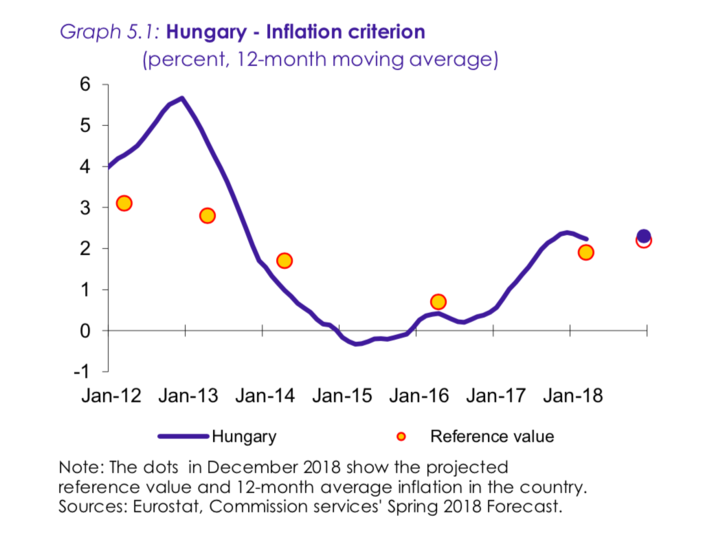 Graph 5.1: Hungary - Inflation criterion
(percent, 12-month moving average)
6
5
4
3
2
1
0
-1
Jan-12 Jan-13 Jan-14 Jan-15 Jan-16 Jan-17 Jan-18
Hungary Reference value
Note: The dots in December 2018 show the projected
reference value and 12-month average inflation in the country.
Sources: Eurostat, Commission services' Spring 2018 Forecast.